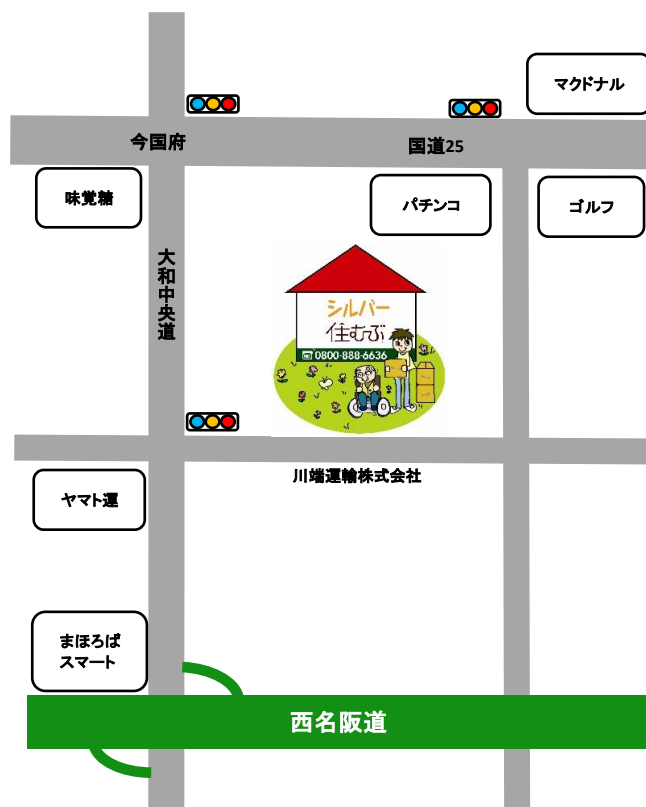 マクドナル
今国府
国道25
味覚糖
パチンコ
ゴルフ
大和中央道
シルバー
住むぶ
☎0800-888-6636
川端運輸株式会社
ヤマト運
まほろば
スマート
西名阪道